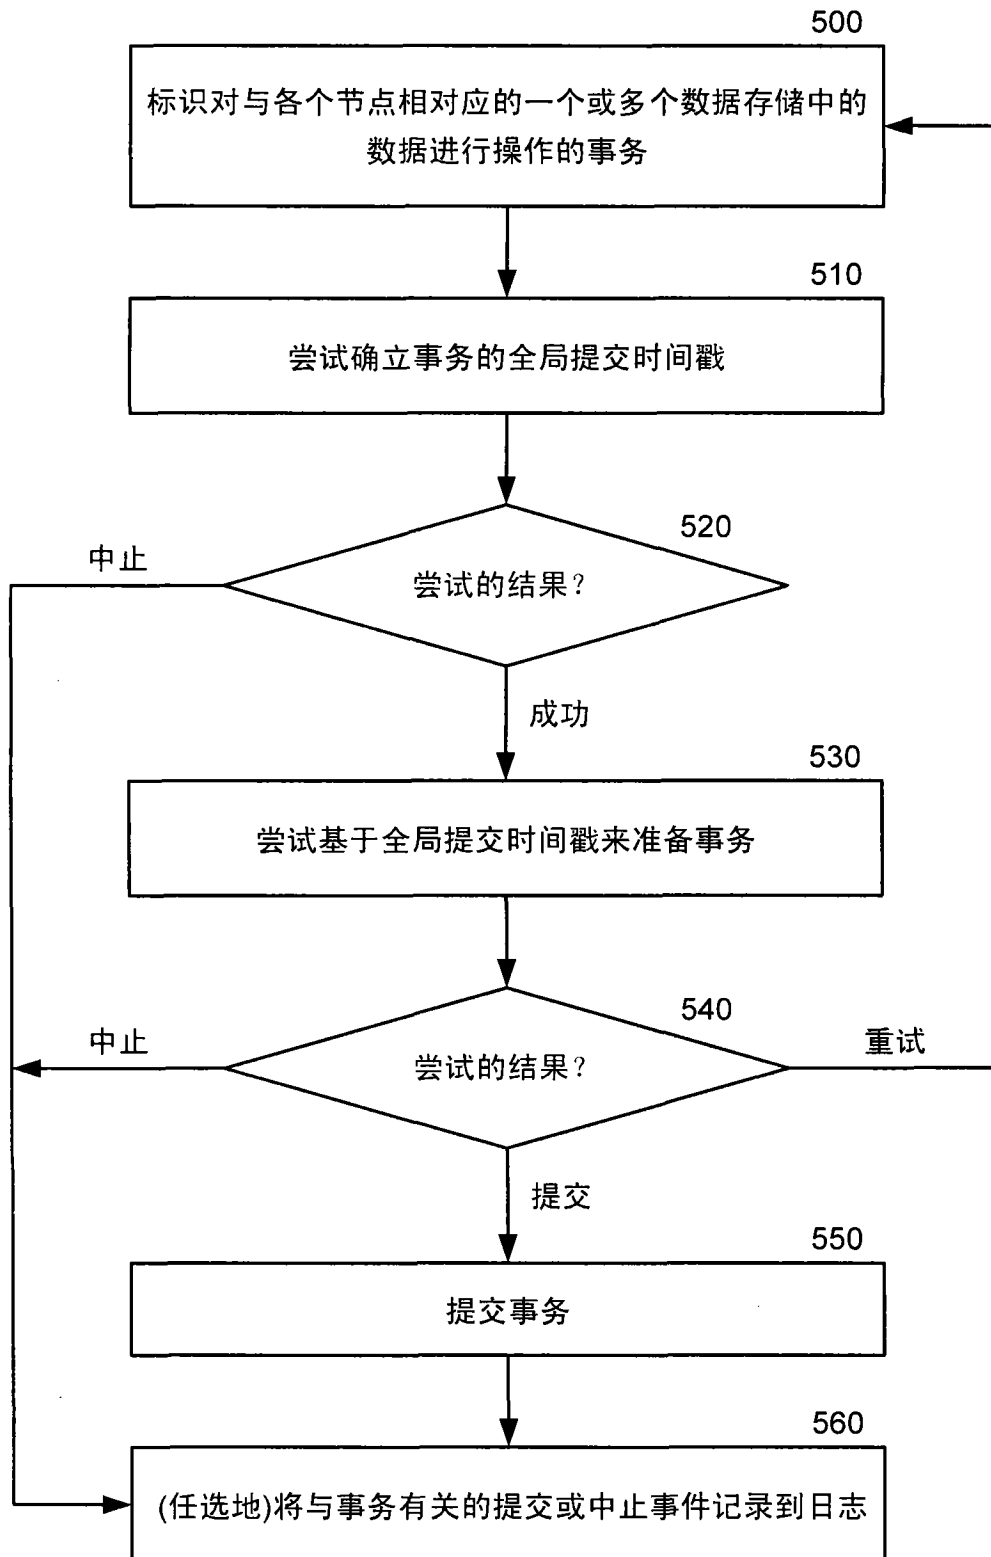 500
标识对与各个节点相对应的一个或多个数据存储中的
数据进行操作的事务
510
尝试确立事务的全局提交时间戳
520
中止
尝试的结果？
成功
530
尝试基于全局提交时间戳来准备事务
540
中止
尝试的结果？
重试
提交
550
提交事务
560
(任选地)将与事务有关的提交或中止事件记录到日志